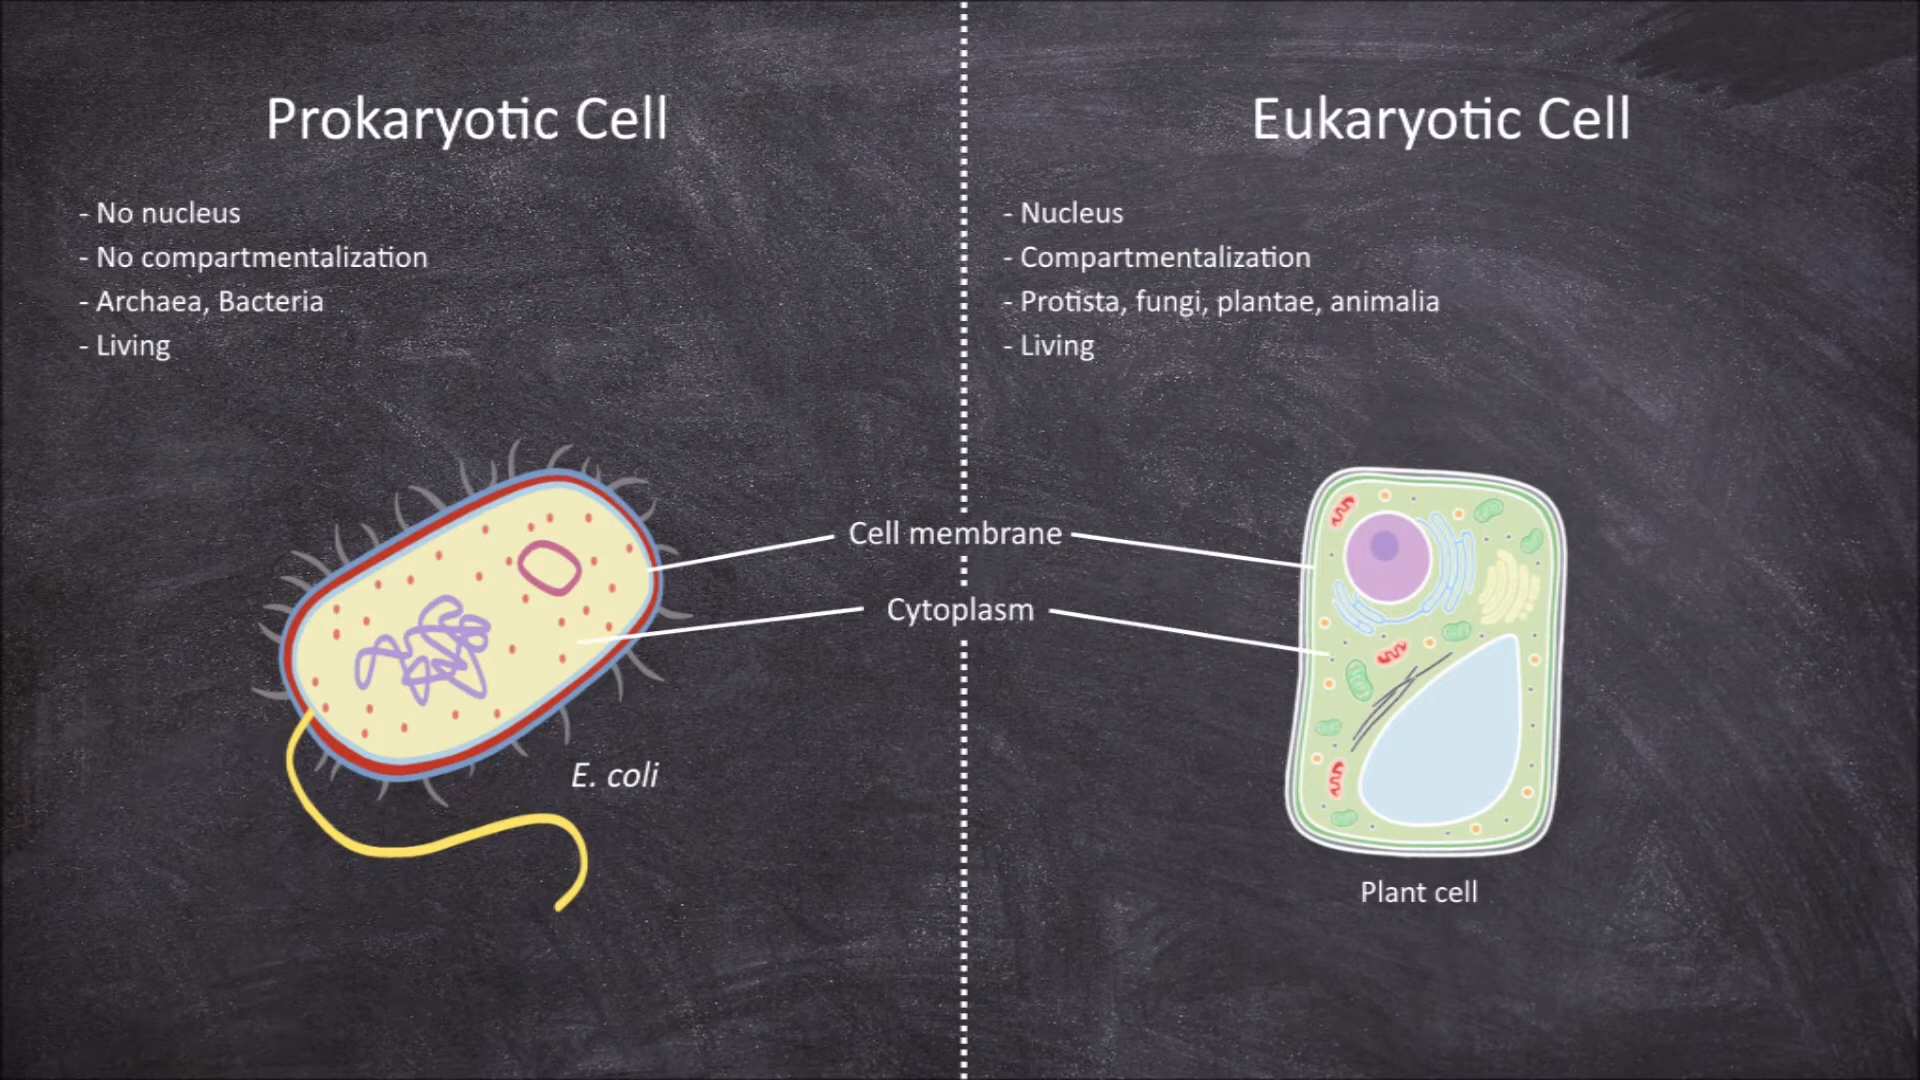 Prokaryotic Cell
- No nucleus
- No compartmentalization
- Archaea, Bacteria
- Living
Eukaryotic Cell
- Nucleus
- Compartmentalization
- Protista, fungi, plantae, animalia
- Living
Cell membrane
Cytoplasm
E. coli
Plant cell